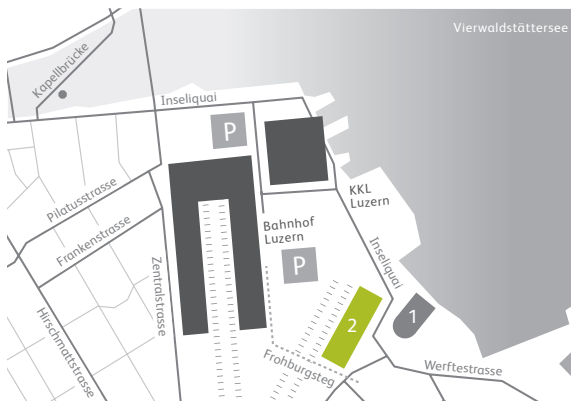 Vierwaldstättersee
Kapellbrücke
Inseliquai
P
Pilatusstrasse
KKL
Luzern
Frankenstrasse
Bahnhof
Luzern
Inseliquai
P
Zentralstrasse
Hirschmattstrasse
1
2
Frohburgsteg
Werftestrasse